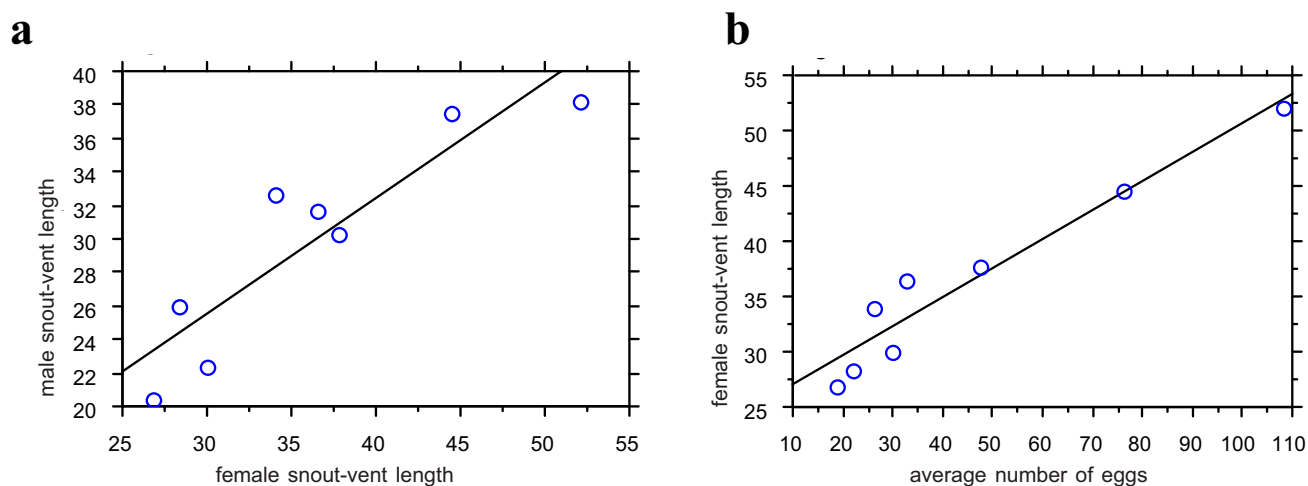 a
40
38
36
34
32
30
28
26
24
22
20
male snout-vent length
25 30 35 40 45 50 55
female snout-vent length
b
55
50
45
40
35
30
25
female snout-vent length
10 20 30 40 50 60 70 80 90 100 110
average number of eggs